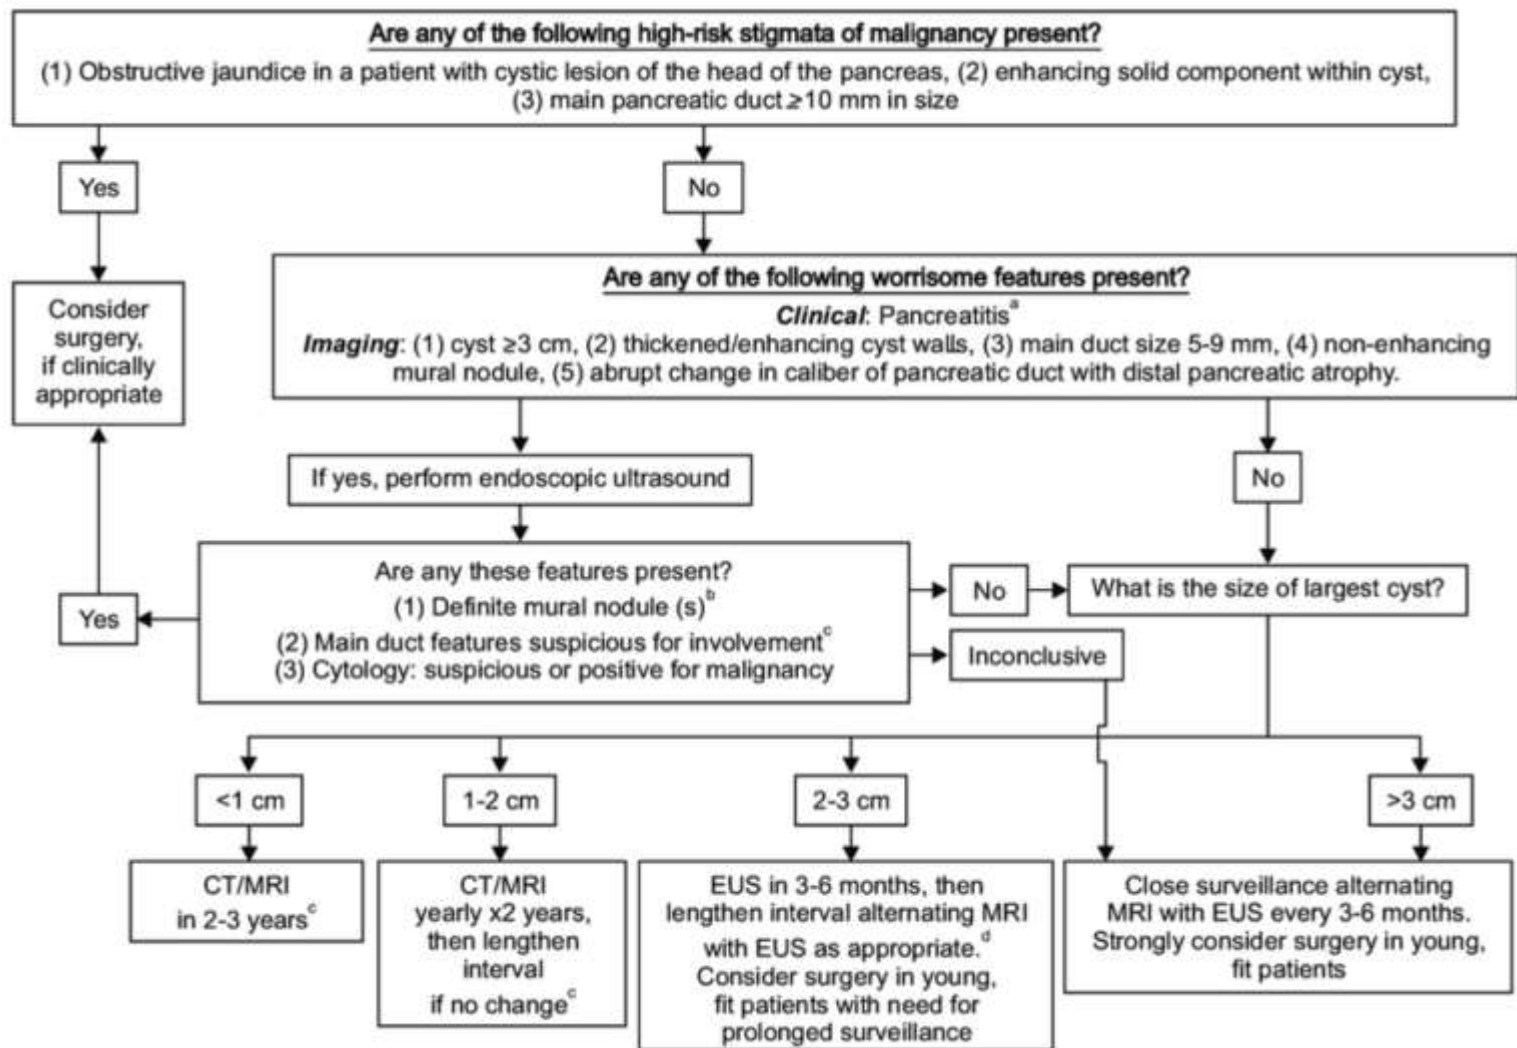 Are any of the following high-risk stigmata of malignancy present?
(1) Obstructive jaundice in a patient with cystic lesion of the head of the pancreas, (2) enhancing solid component within cyst,
(3) main pancreatic duct ≥10 mm in size
Yes
No
Consider
surgery,
if clinically
appropriate
Are any of the following worrisome features present?
Clinical: Pancreatitis^a
Imaging: (1) cyst ≥3 cm, (2) thickened/enhancing cyst walls, (3) main duct size 5-9 mm, (4) non-enhancing
mural nodule, (5) abrupt change in caliber of pancreatic duct with distal pancreatic atrophy.
If yes, perform endoscopic ultrasound
No
Yes
Are any these features present?
(1) Definite mural nodule (s)^b
(2) Main duct features suspicious for involvement^c
(3) Cytology: suspicious or positive for malignancy
No
What is the size of largest cyst?
Inconclusive
<1 cm
1-2 cm
2-3 cm
>3 cm
CT/MRI
in 2-3 years^c
CT/MRI
yearly x2 years,
then lengthen
interval
if no change^c
EUS in 3-6 months, then
lengthen interval alternating MRI
with EUS as appropriate.^d
Consider surgery in young,
fit patients with need for
prolonged surveillance
Close surveillance alternating
MRI with EUS every 3-6 months.
Strongly consider surgery in young,
fit patients